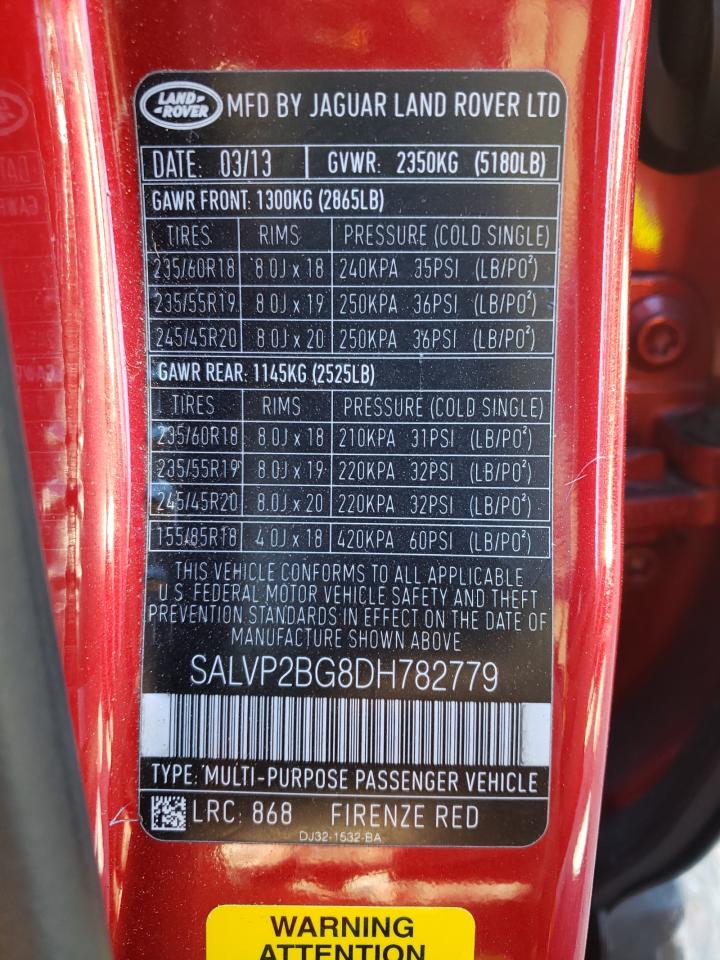 LAND ROVER MFD BY JAGUAR LAND ROVER LTD
DATE: 03/13 GVWR: 2350KG (5180LB)
GAWR FRONT: 1300KG (2865LB)
TIRES RIMS PRESSURE (COLD SINGLE)
235/60R18 8.0J x 18 240KPA 35PSI (LB/PO²)
235/55R19 8.0J x 19 250KPA 36PSI (LB/PO²)
245/45R20 8.0J x 20 250KPA 36PSI (LB/PO²)
GAWR REAR: 1145KG (2525LB)
TIRES RIMS PRESSURE (COLD SINGLE)
235/60R18 8.0J x 18 210KPA 31PSI (LB/PO²)
235/55R19 8.0J x 19 220KPA 32PSI (LB/PO²)
245/45R20 8.0J x 20 220KPA 32PSI (LB/PO²)
155/85R18 4.0J x 18 420KPA 60PSI (LB/PO²)
THIS VEHICLE CONFORMS TO ALL APPLICABLE
U.S. FEDERAL MOTOR VEHICLE SAFETY AND THEFT
PREVENTION STANDARDS IN EFFECT ON THE DATE OF
MANUFACTURE SHOWN ABOVE
SALVP2BG8DH782779
TYPE: MULTI-PURPOSE PASSENGER VEHICLE
LRC: 868 FIRENZE RED
DJ32-1532-BA
WARNING
ATTENTION